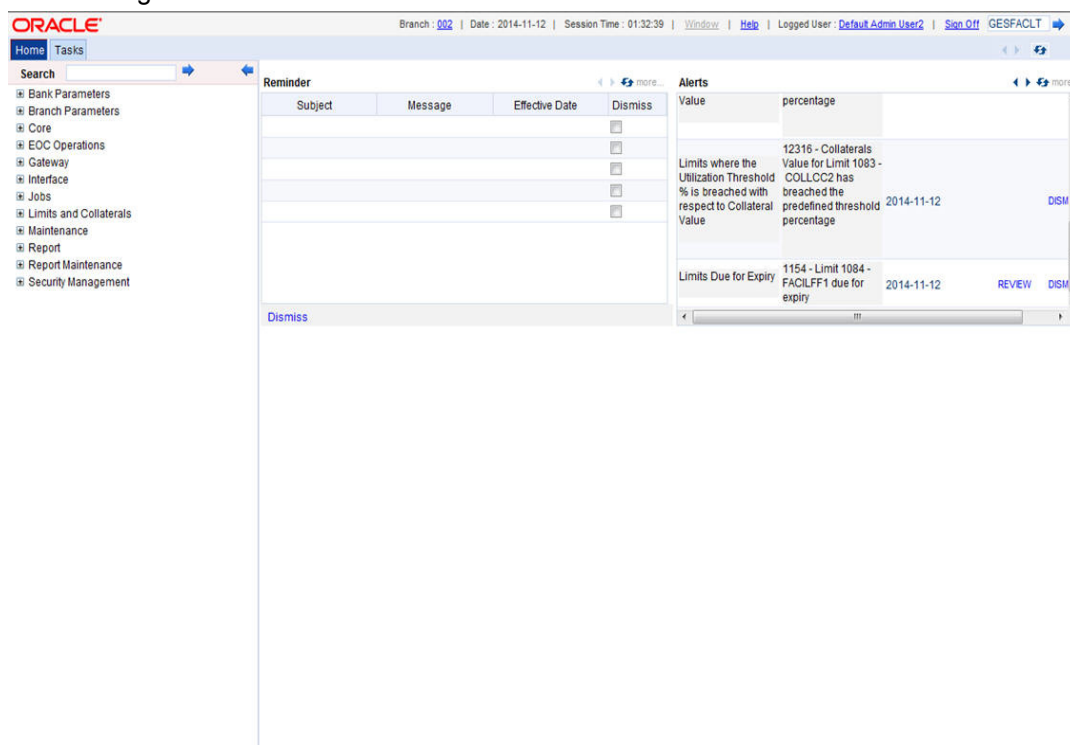 ORACLE
Branch : 002 | Date : 2014-11-12 | Session Time : 01:32:39 | Window | Help | Logged User : Default Admin User2 | Sign Off GESFACLT
Home Tasks
Search
Bank Parameters
Branch Parameters
Core
EOC Operations
Gateway
Interface
Jobs
Limits and Collaterals
Maintenance
Report
Report Maintenance
Security Management
Reminder more...
Subject Message Effective Date Dismiss
Dismiss
Alerts more
Value percentage
Limits where the
Utilization Threshold
% is breached with
respect to Collateral
Value
12316 - Collaterals
Value for Limit 1083 -
COLLCC2 has
breached the
predefined threshold
percentage
2014-11-12 DISM
Limits Due for Expiry
1154 - Limit 1084 -
FACILFF1 due for
expiry
2014-11-12 REVIEW DISM